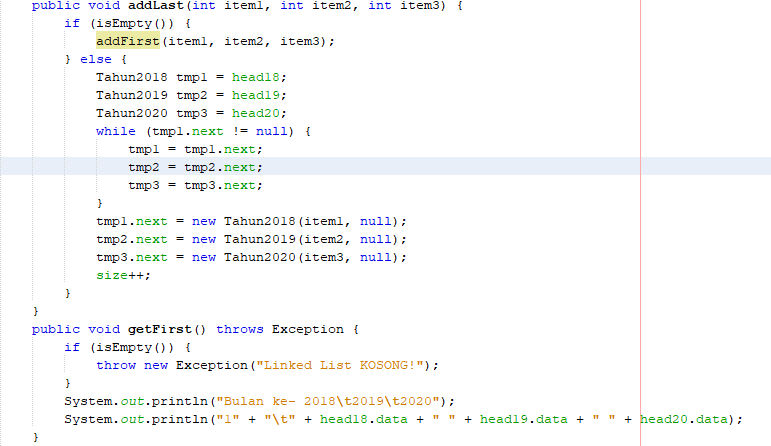 public void addLast(int item1, int item2, int item3) {
if (isEmpty()) {
addFirst(item1, item2, item3);
} else {
Tahun2018 tmp1 = head18;
Tahun2019 tmp2 = head19;
Tahun2020 tmp3 = head20;
while (tmp1.next != null) {
tmp1 = tmp1.next;
tmp2 = tmp2.next;
tmp3 = tmp3.next;
}
tmp1.next = new Tahun2018(item1, null);
tmp2.next = new Tahun2019(item2, null);
tmp3.next = new Tahun2020(item3, null);
size++;
}
}
public void getFirst() throws Exception {
if (isEmpty()) {
throw new Exception("Linked List KOSONG!");
}
System.out.println("Bulan ke- 2018\t2019\t2020");
System.out.println("1" + "\t" + head18.data + " " + head19.data + " " + head20.data);
}